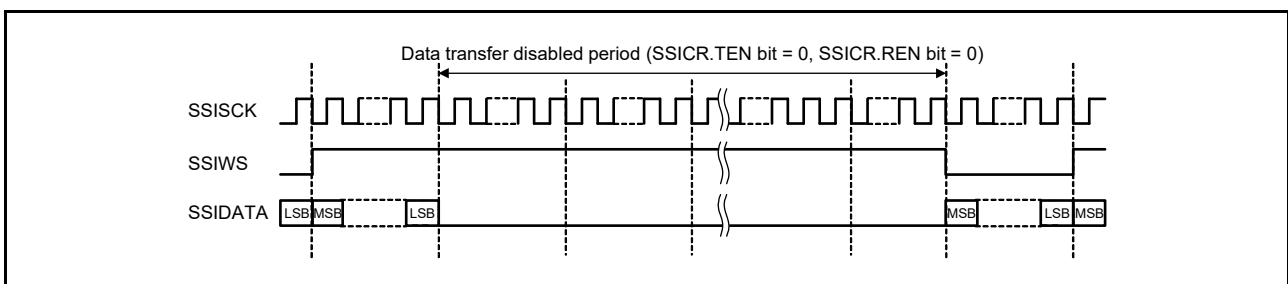 Data transfer disabled period (SSICR.TEN bit = 0, SSICR.REN bit = 0)
SSISCK
SSIWS
SSIDATA LSB MSB LSB MSB LSB MSB